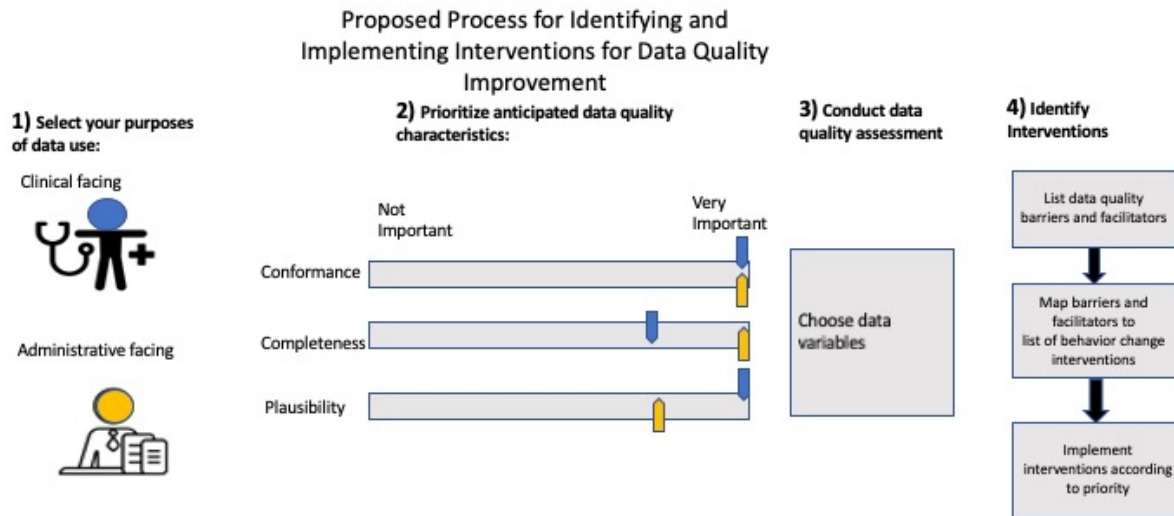 Proposed Process for Identifying and
Implementing Interventions for Data Quality
Improvement
1) Select your purposes
of data use:
Clinical facing
Administrative facing
2) Prioritize anticipated data quality
characteristics:
Not
Important
Very
Important
Conformance
Completeness
Plausibility
3) Conduct data
quality assessment
Choose data
variables
4) Identify
Interventions
List data quality
barriers and facilitators
Map barriers and
facilitators to
list of behavior change
interventions
Implement
interventions according
to priority